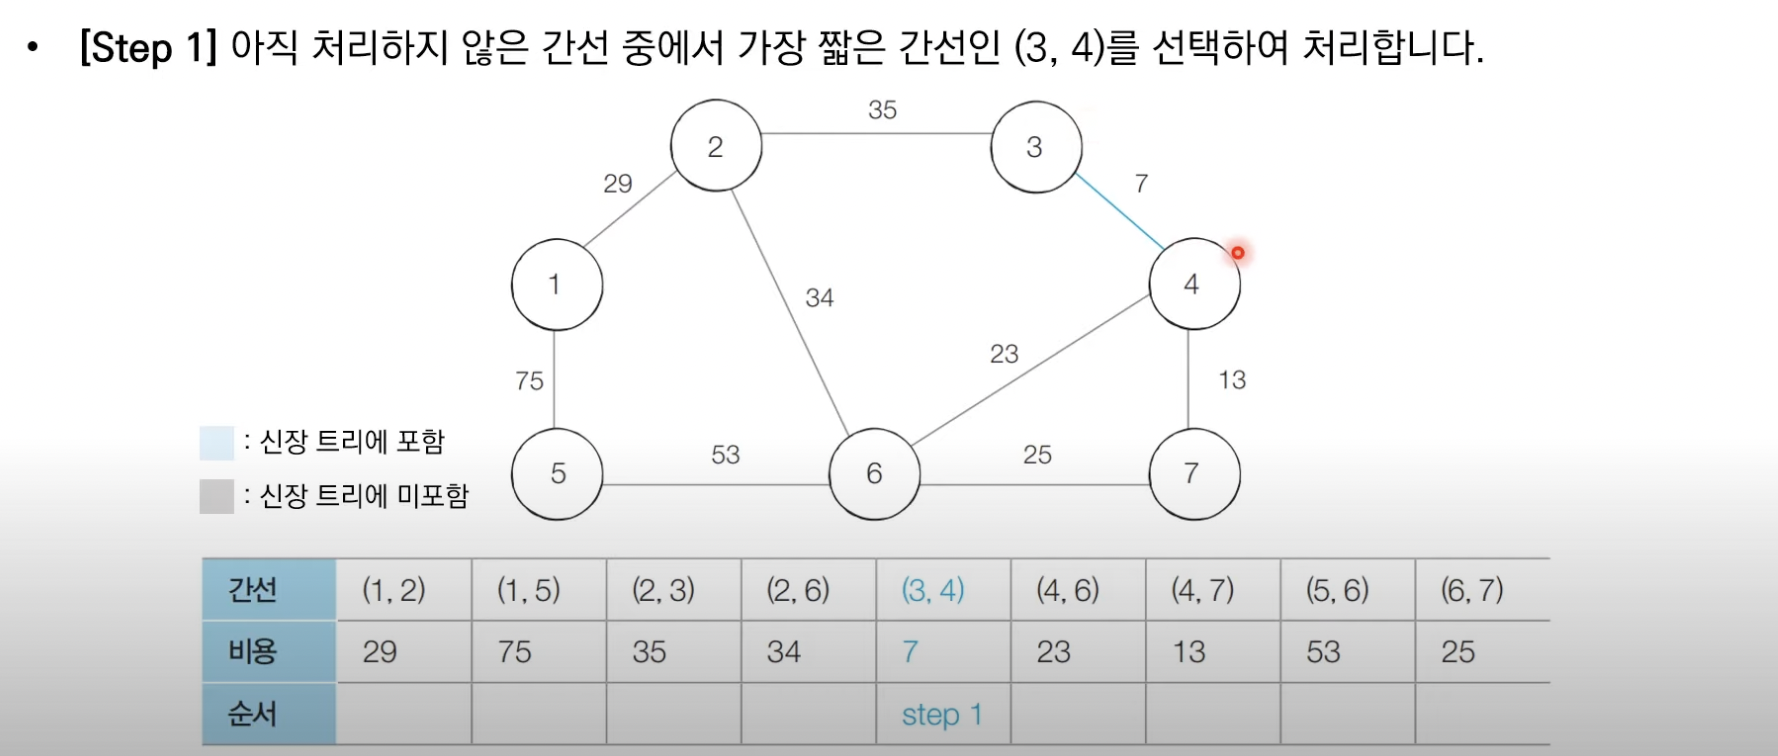 • [Step 1] 아직 처리하지 않은 간선 중에서 가장 짧은 간선인 (3, 4)를 선택하여 처리합니다.
35
2
3
29
7
1
4
34
23
75
13
: 신장 트리에 포함
53
25
5
6
7
: 신장 트리에 미포함
간선 (1, 2) (1, 5) (2, 3) (2, 6) (3, 4) (4, 6) (4, 7) (5, 6) (6, 7)
비용 29 75 35 34 7 23 13 53 25
순서 step 1